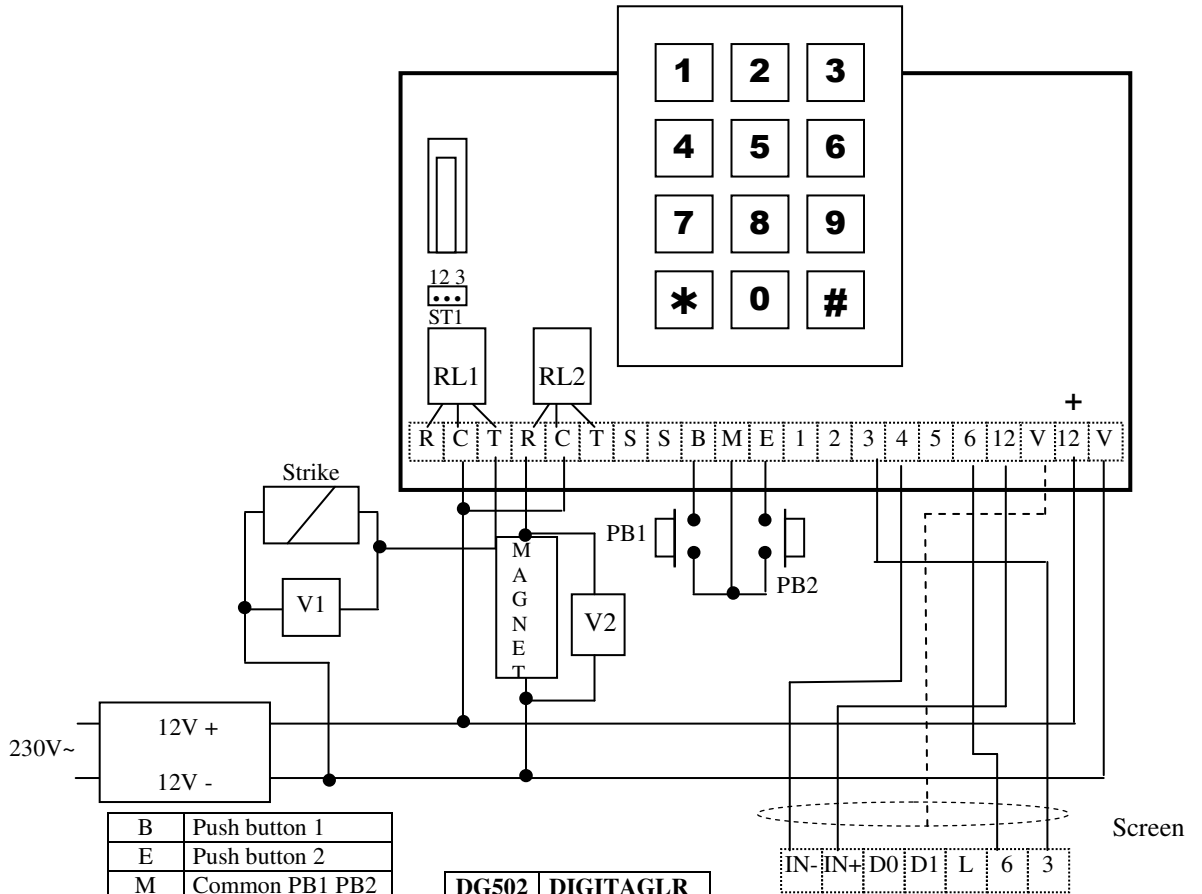 1 2 3
4 5 6
7 8 9
* 0 #
12 3
ST1
RL1 RL2
+
R C T R C T S S B M E 1 2 3 4 5 6 12 V 12 V
Strike
V1
MAGNET
V2
PB1
PB2
230V~
12V +
12V -
Screen
B Push button 1
E Push button 2
M Common PB1 PB2
DG502 DIGITAGLR
IN- IN+ D0 D1 L 6 3